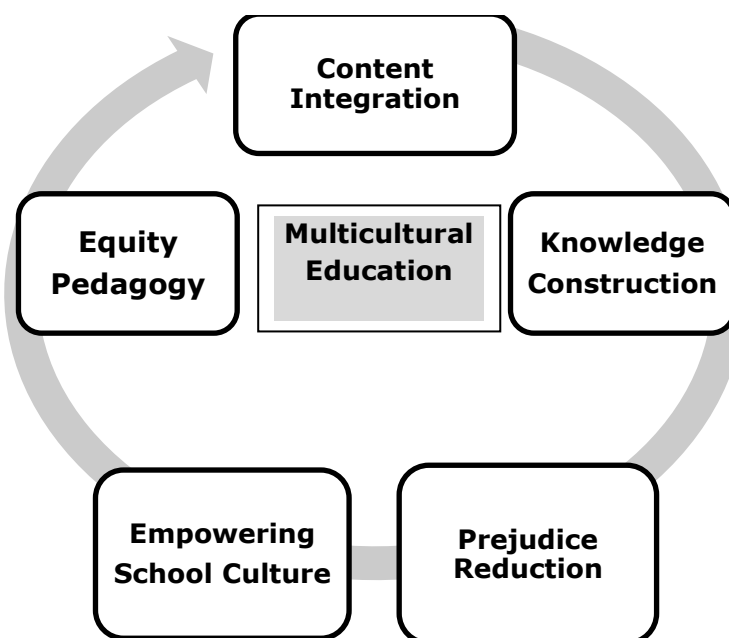 Content
Integration
Equity
Pedagogy
Multicultural
Education
Knowledge
Construction
Empowering
School Culture
Prejudice
Reduction